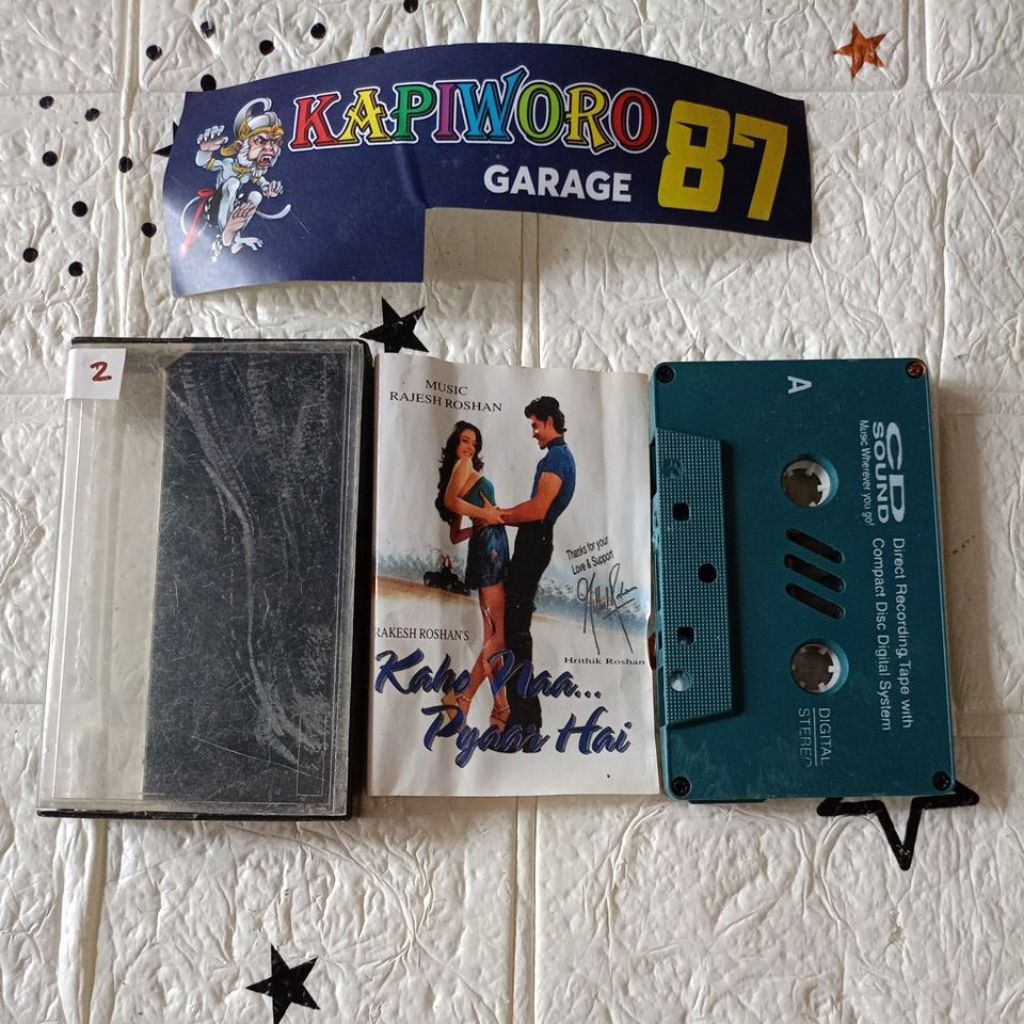 KAPIWORO 87
GARAGE
2
MUSIC
RAJESH ROSHAN
Thanks for your
Love & Support
Hrithik Roshan
RAKESH ROSHAN'S
Kaho Naa...
Pyaar Hai
A
CD
SOUND
Music Wherever you go!
Direct Recording, Tape with
Compact Disc Digital System
DIGITAL
STEREO